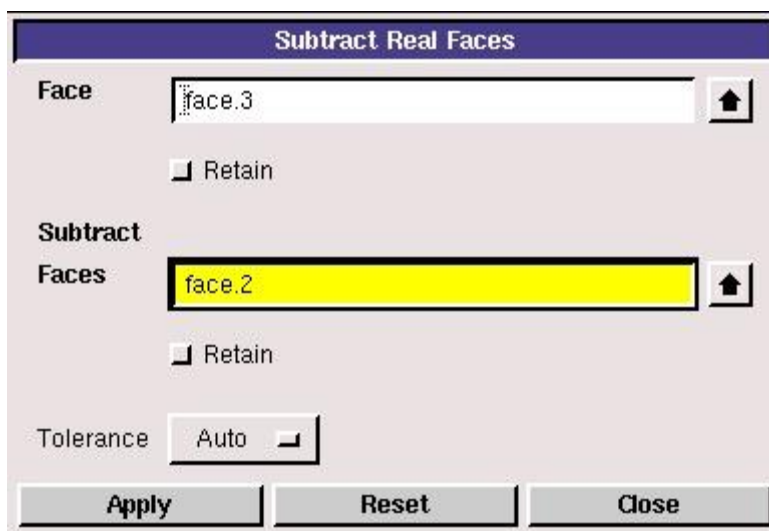 Subtract Real Faces
Face face.3
Retain
Subtract
Faces face.2
Retain
Tolerance Auto
Apply Reset Close